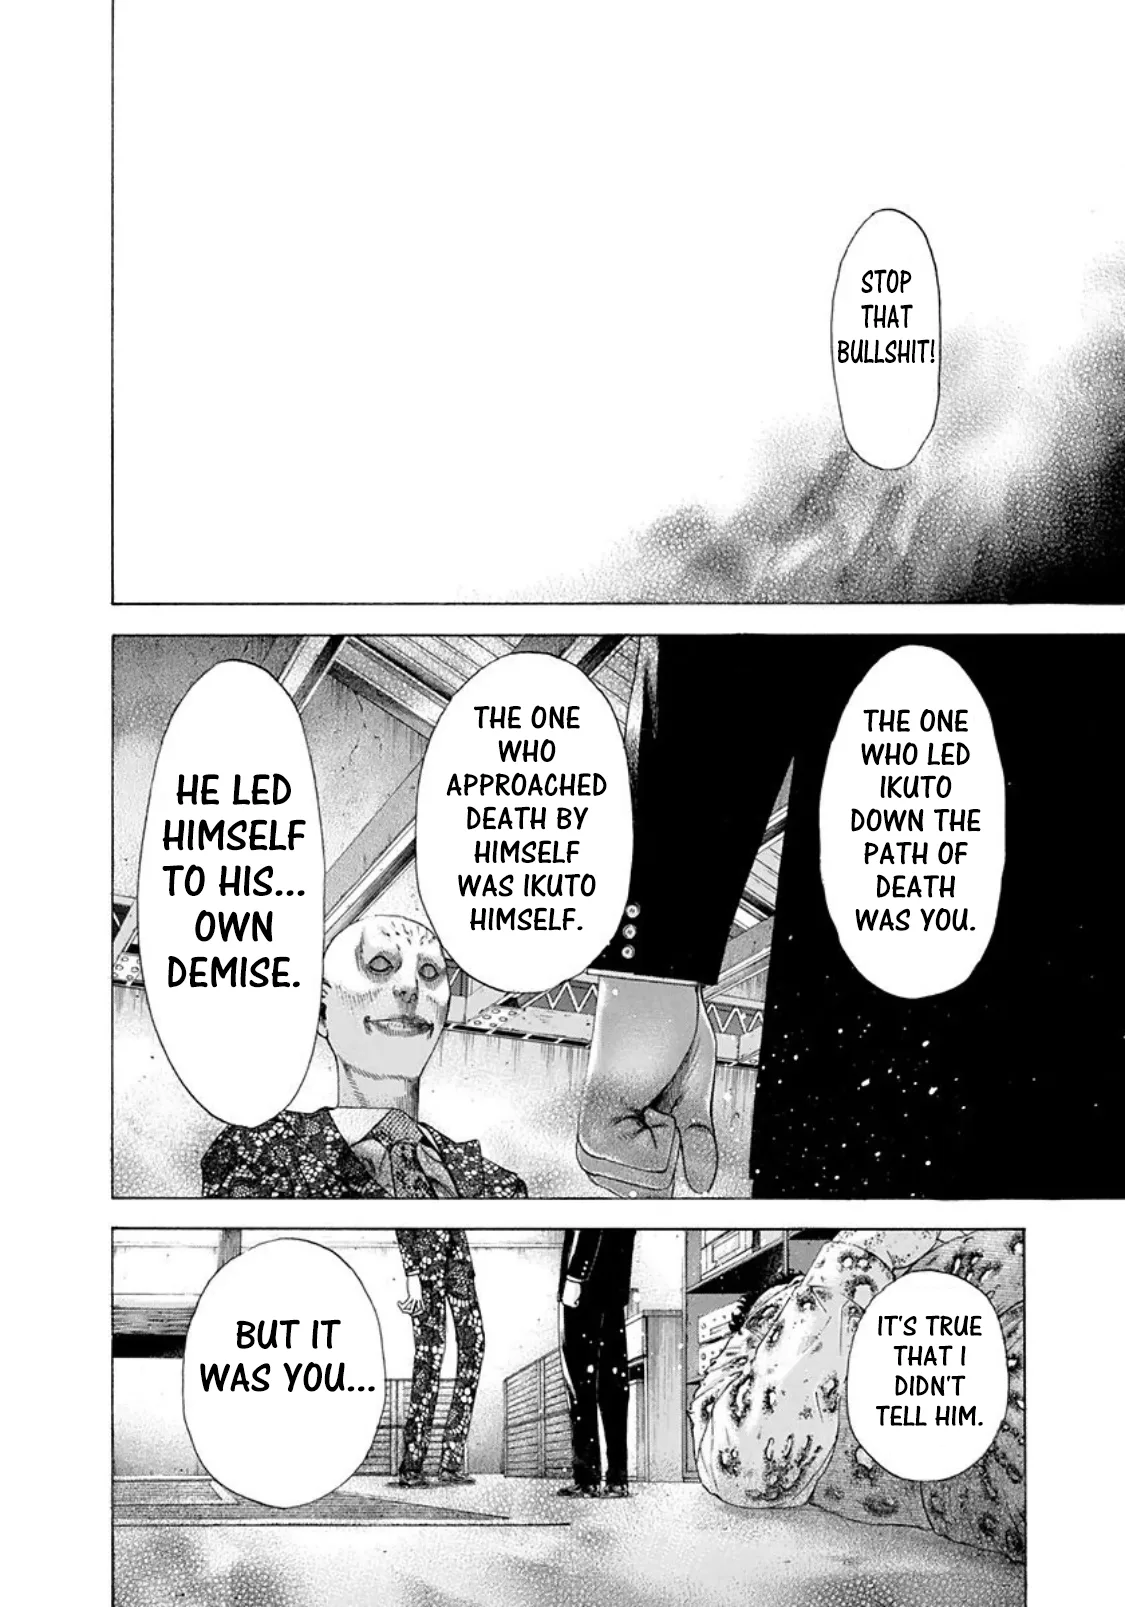 STOP
THAT
BULLSHIT!
THE ONE
WHO LED
IKUTO
DOWN THE
PATH OF
DEATH
WAS YOU.
THE ONE
WHO
APPROACHED
DEATH BY
HIMSELF
WAS IKUTO
HIMSELF.
HE LED
HIMSELF
TO HIS...
OWN
DEMISE.
IT'S TRUE
THAT I
DIDN'T
TELL HIM.
BUT IT
WAS YOU...